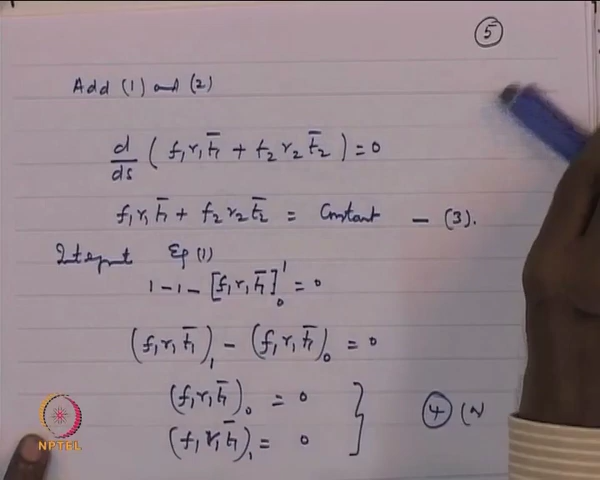 5
Add (1) and (2)
d/ds ( f₁ r₁ t̅₁ + f₂ r₂ t̅₂ ) = 0
f₁ r₁ t̅₁ + f₂ r₂ t̅₂ = Constant — (3).
Integrat Eq (1)
1 - 1 - [f₁ r₁ t̅₁]₀¹ = 0
(f₁ r₁ t̅₁)₁ - (f₁ r₁ t̅₁)₀ = 0
(f₁ r₁ t̅₁)₀ = 0
(f₁ r₁ t̅₁)₁ = 0 } 4 (N
NPTEL